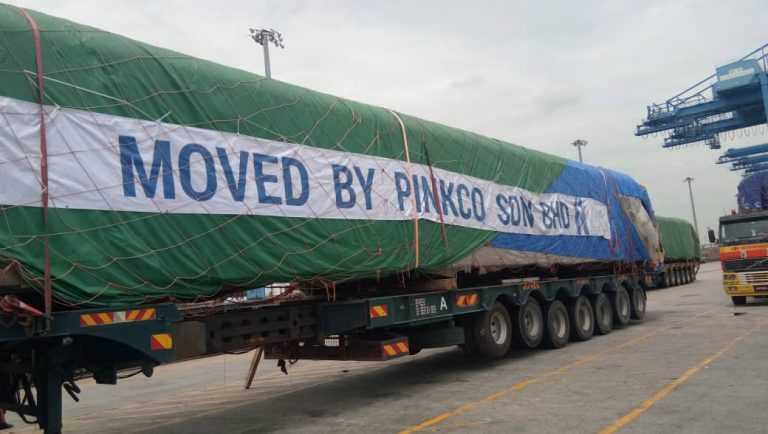 MOVED BY PINKCO SDN BHD
A